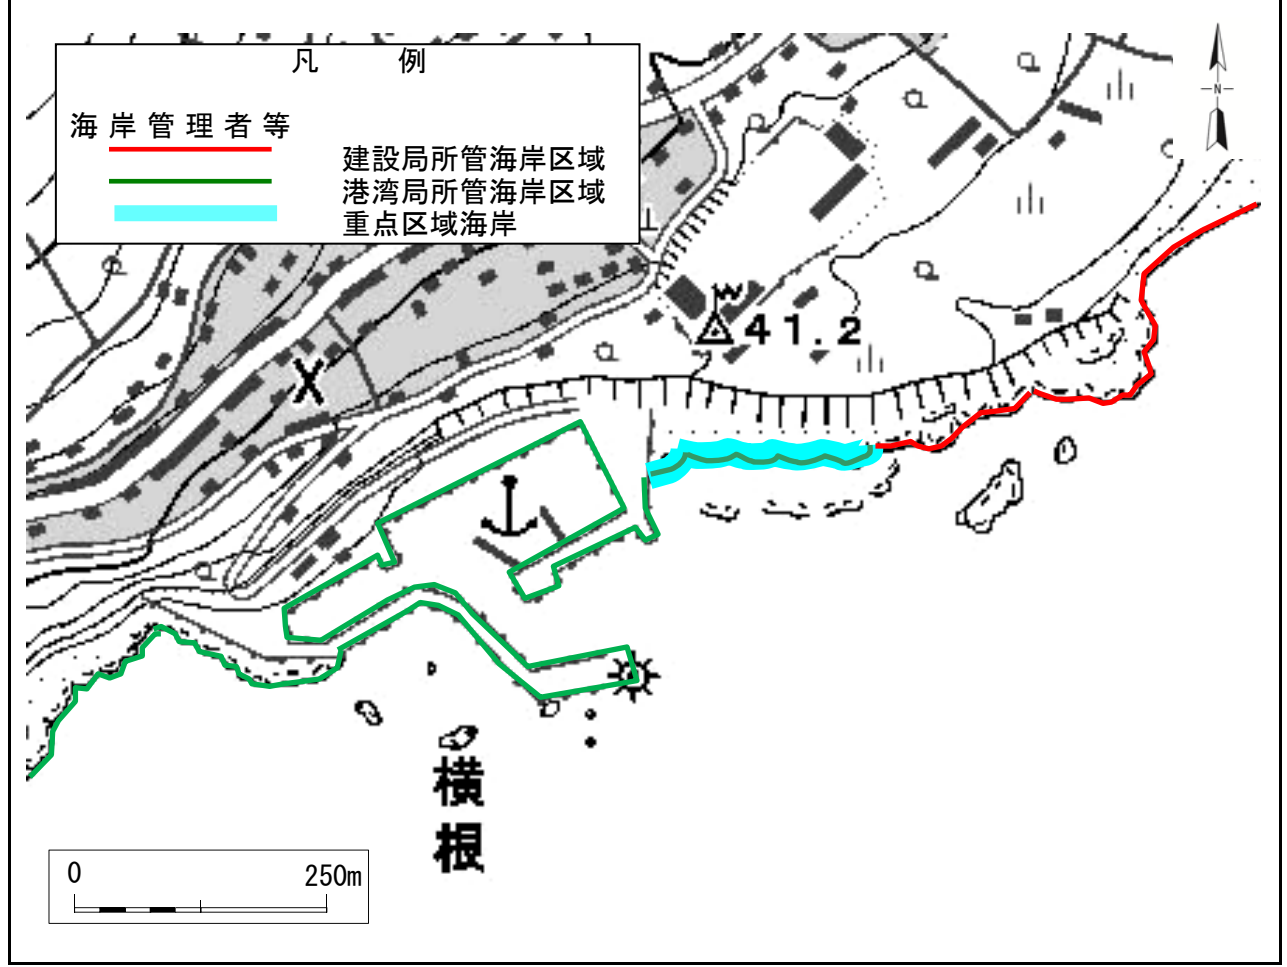 凡 例
海岸管理者等
建設局所管海岸区域
港湾局所管海岸区域
重点区域海岸
N
41.2
横
根
0 250m